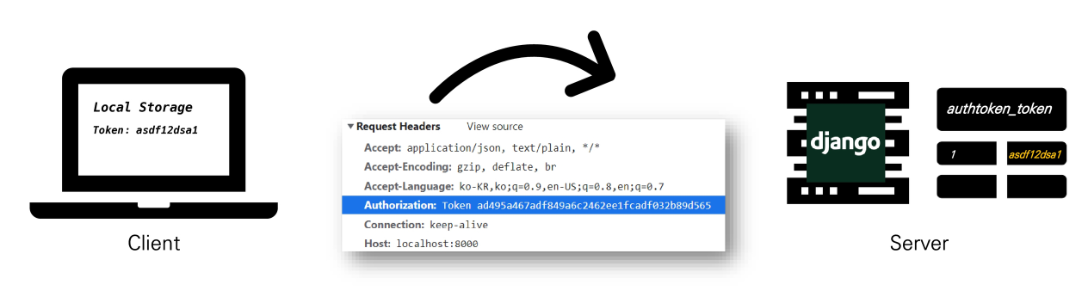 Local Storage
Token: asdf12dsa1
Client
▾Request Headers View source
Accept: application/json, text/plain, */*
Accept-Encoding: gzip, deflate, br
Accept-Language: ko-KR,ko;q=0.9,en-US;q=0.8,en;q=0.7
Authorization: Token ad495a467adf849a6c2462ee1fcadf032b89d565
Connection: keep-alive
Host: localhost:8000
django
authtoken_token
1 asdf12dsa1
Server